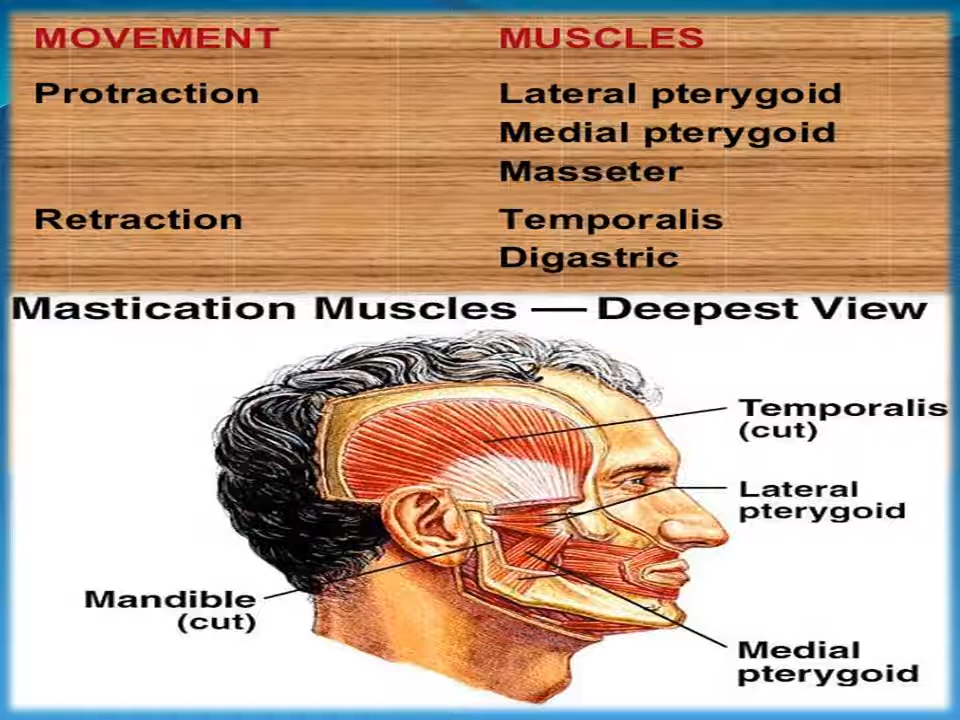 MOVEMENT MUSCLES
Protraction Lateral pterygoid
Medial pterygoid
Masseter
Retraction Temporalis
Digastric
Mastication Muscles — Deepest View
Temporalis
(cut)
Lateral
pterygoid
Mandible
(cut)
Medial
pterygoid